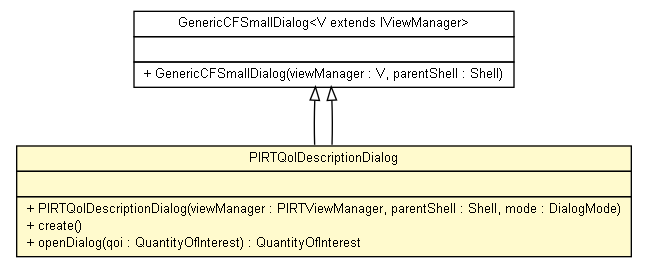 GenericCFSmallDialog<V extends IViewManager>
+ GenericCFSmallDialog(viewManager : V, parentShell : Shell)
PIRTQoIDescriptionDialog
+ PIRTQoIDescriptionDialog(viewManager : PIRTViewManager, parentShell : Shell, mode : DialogMode)
+ create()
+ openDialog(qoi : QuantityOfInterest) : QuantityOfInterest